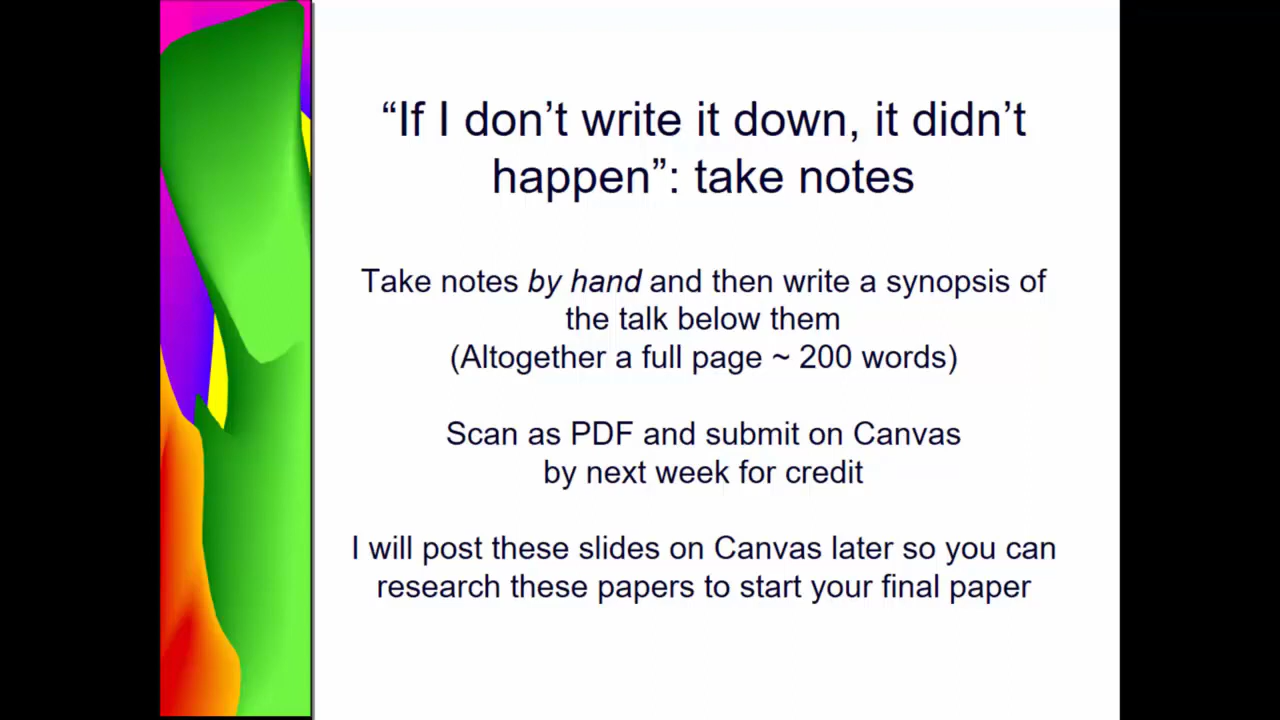 “If I don’t write it down, it didn’t
happen”: take notes
Take notes by hand and then write a synopsis of
the talk below them
(Altogether a full page ~ 200 words)
Scan as PDF and submit on Canvas
by next week for credit
I will post these slides on Canvas later so you can
research these papers to start your final paper